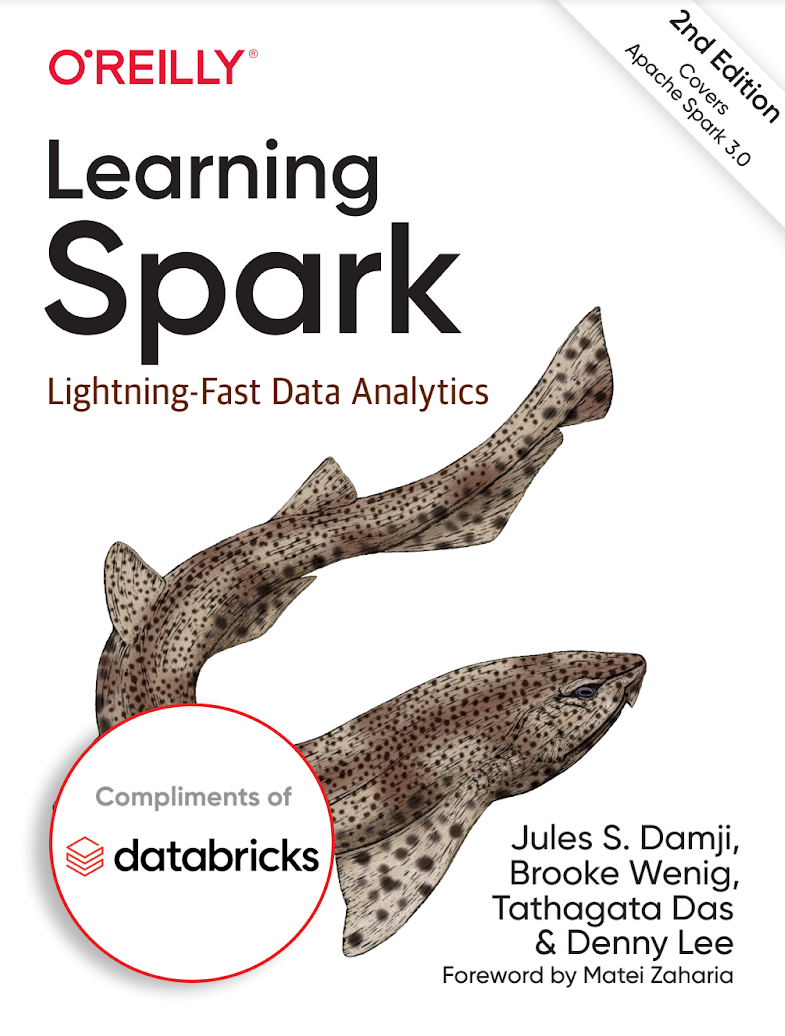 O'REILLY®
2nd Edition
Covers
Apache Spark 3.0
Learning
Spark
Lightning-Fast Data Analytics
Compliments of
databricks
Jules S. Damji,
Brooke Wenig,
Tathagata Das
& Denny Lee
Foreword by Matei Zaharia